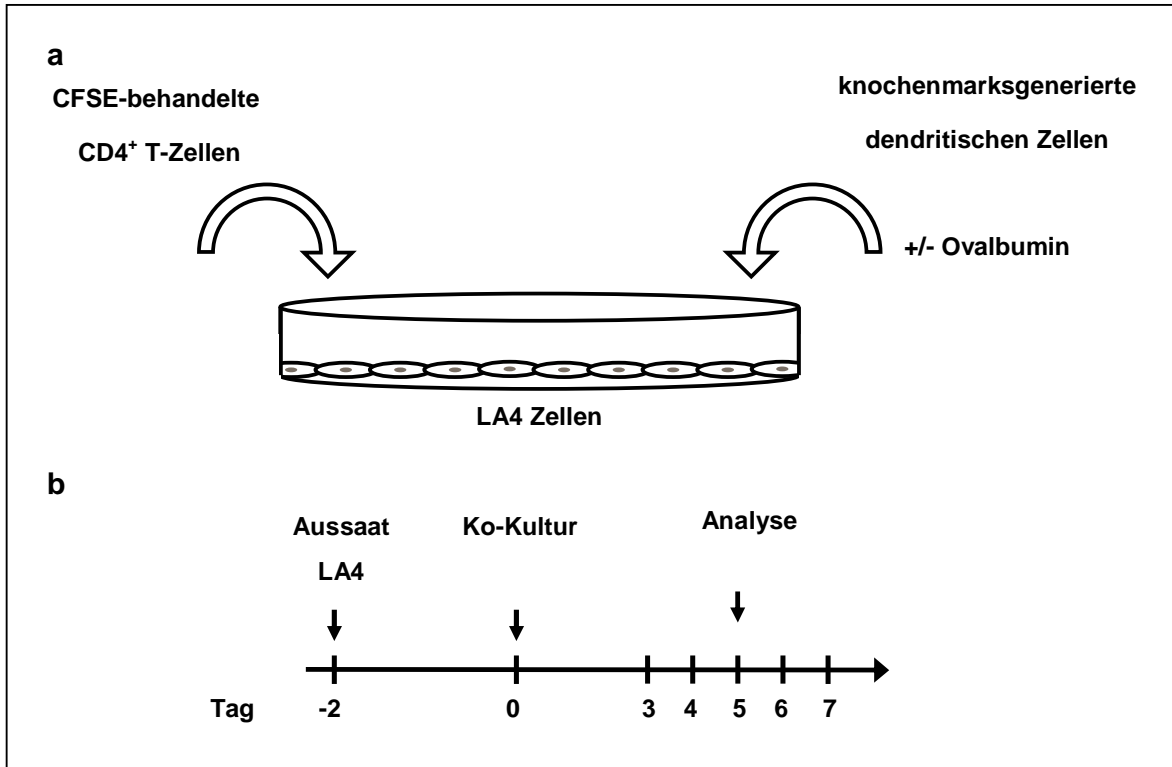 a
CFSE-behandelte
CD4⁺ T-Zellen
knochenmarksgenerierte
dendritischen Zellen
+/- Ovalbumin
LA4 Zellen
b
Aussaat
LA4
Ko-Kultur
Analyse
Tag -2 0 3 4 5 6 7